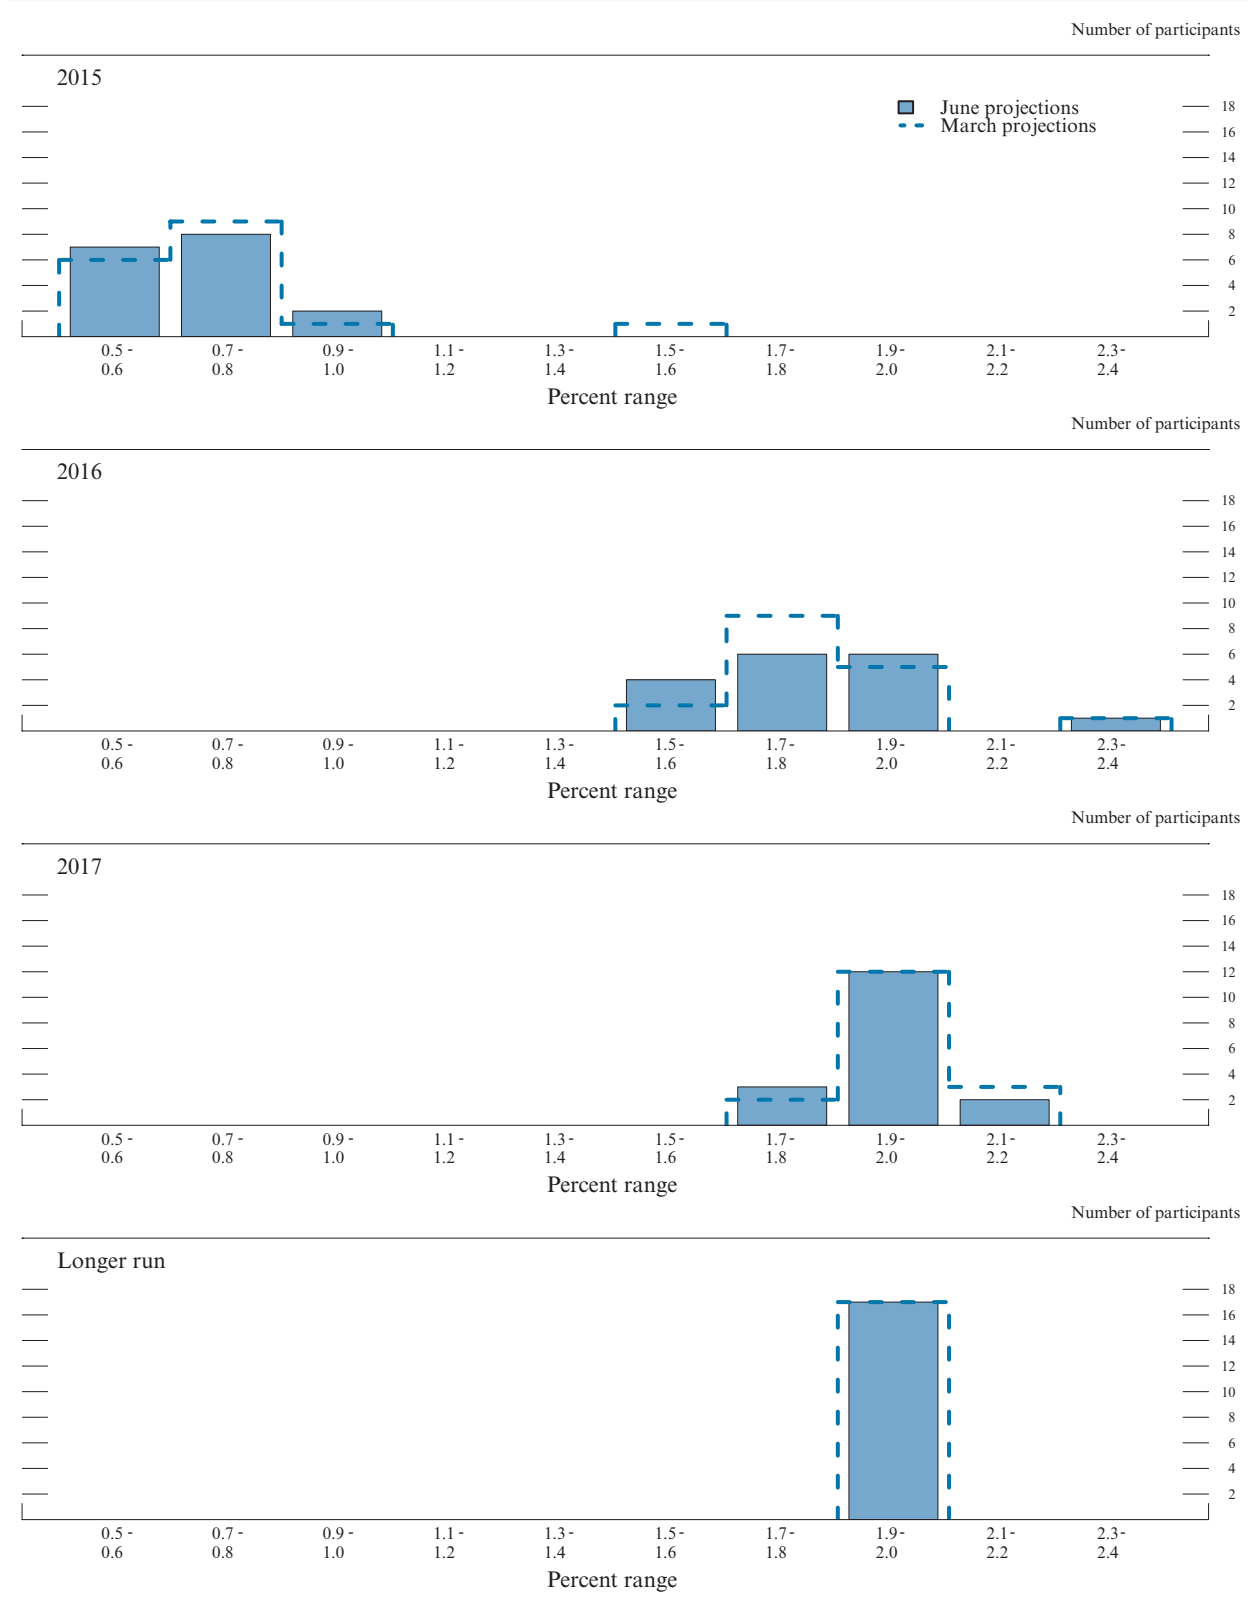 Number of participants
2015
June projections
March projections
18
16
14
12
10
8
6
4
2
0.5 - 0.7 - 0.9 - 1.1 - 1.3 - 1.5 - 1.7 - 1.9 - 2.1 - 2.3 -
0.6 0.8 1.0 1.2 1.4 1.6 1.8 2.0 2.2 2.4
Percent range
Number of participants
2016
18
16
14
12
10
8
6
4
2
0.5 - 0.7 - 0.9 - 1.1 - 1.3 - 1.5 - 1.7 - 1.9 - 2.1 - 2.3 -
0.6 0.8 1.0 1.2 1.4 1.6 1.8 2.0 2.2 2.4
Percent range
Number of participants
2017
18
16
14
12
10
8
6
4
2
0.5 - 0.7 - 0.9 - 1.1 - 1.3 - 1.5 - 1.7 - 1.9 - 2.1 - 2.3 -
0.6 0.8 1.0 1.2 1.4 1.6 1.8 2.0 2.2 2.4
Percent range
Number of participants
Longer run
18
16
14
12
10
8
6
4
2
0.5 - 0.7 - 0.9 - 1.1 - 1.3 - 1.5 - 1.7 - 1.9 - 2.1 - 2.3 -
0.6 0.8 1.0 1.2 1.4 1.6 1.8 2.0 2.2 2.4
Percent range